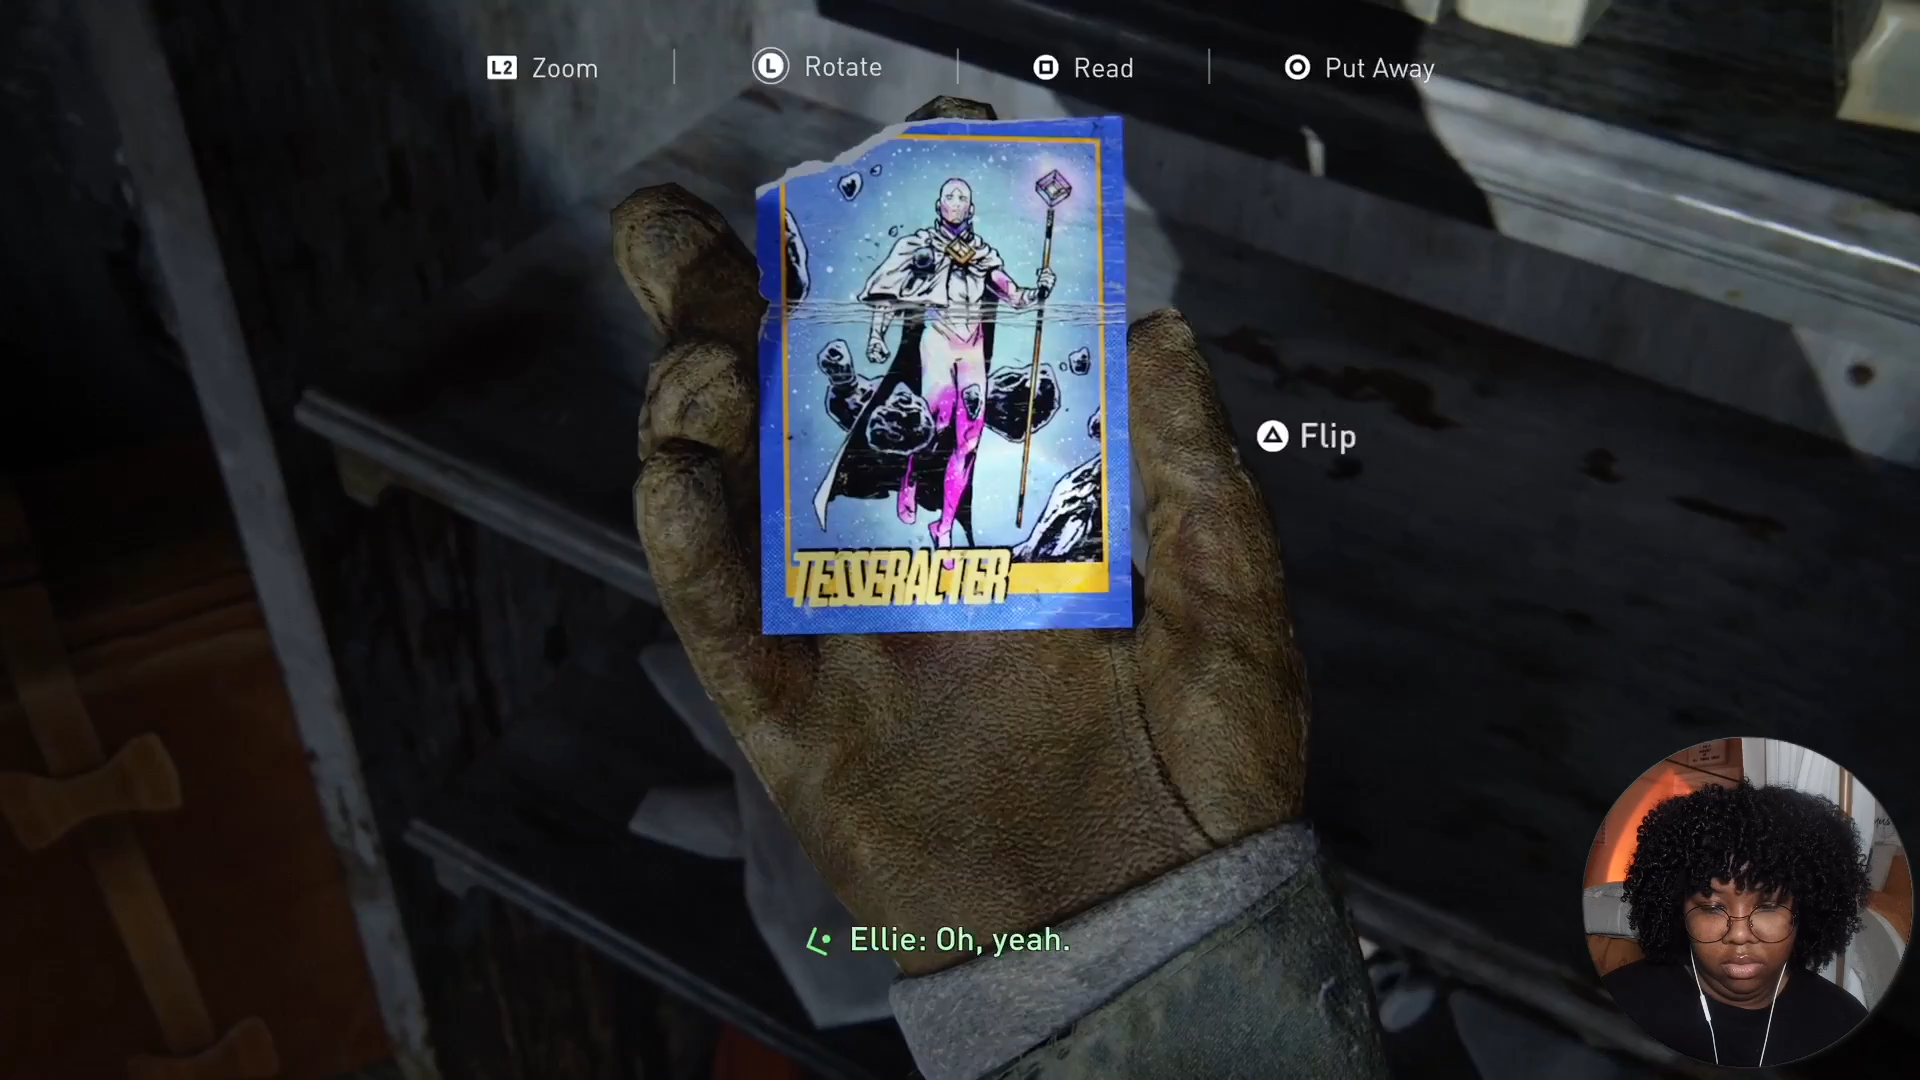 L2 Zoom
L Rotate
Read
Put Away
Flip
TESSERACTER
Ellie: Oh, yeah.